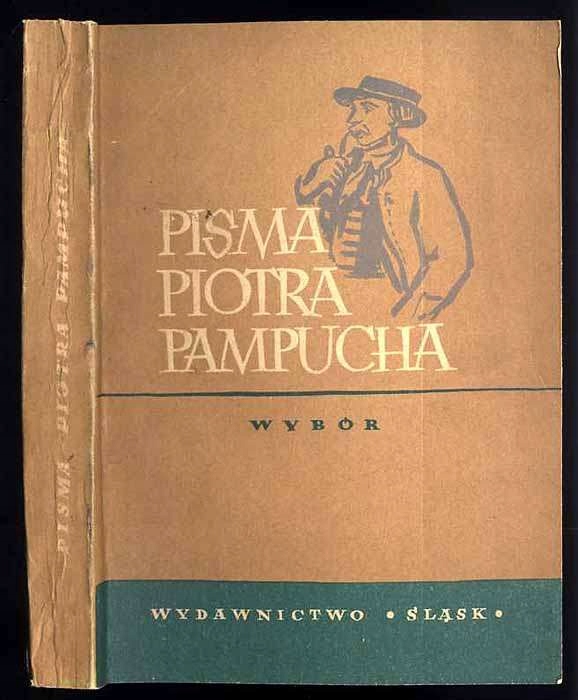 PISMA PIOTRA PAMPUCHA
PISMA
PIOTRA
PAMPUCHA
WYBÓR
WYDAWNICTWO • ŚLĄSK •